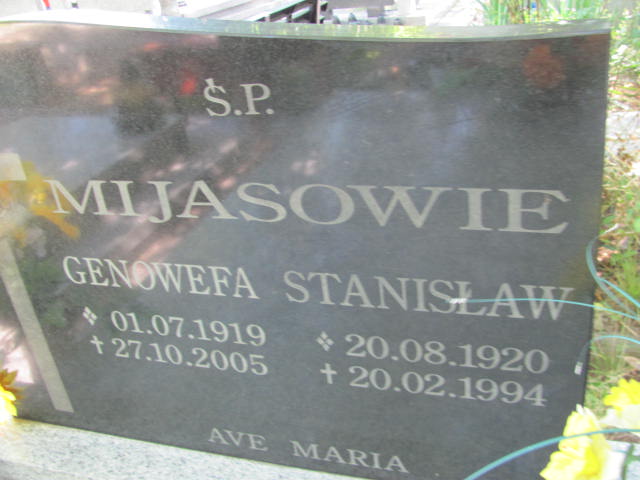 Ś.P.
MIJASOWIE
GENOWEFA STANISŁAW
01.07.1919 20.08.1920
†27.10.2005 †20.02.1994
AVE MARIA